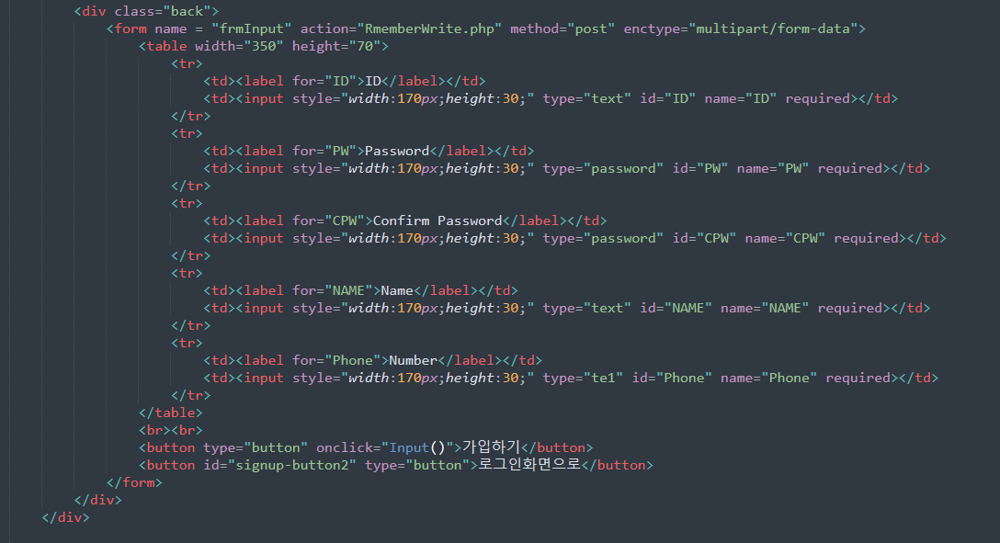 <div class="back">
<form name = "frmInput" action="RmemberWrite.php" method="post" enctype="multipart/form-data">
<table width="350" height="70">
<tr>
<td><label for="ID">ID</label></td>
<td><input style="width:170px;height:30;" type="text" id="ID" name="ID" required></td>
</tr>
<tr>
<td><label for="PW">Password</label></td>
<td><input style="width:170px;height:30;" type="password" id="PW" name="PW" required></td>
</tr>
<tr>
<td><label for="CPW">Confirm Password</label></td>
<td><input style="width:170px;height:30;" type="password" id="CPW" name="CPW" required></td>
</tr>
<tr>
<td><label for="NAME">Name</label></td>
<td><input style="width:170px;height:30;" type="text" id="NAME" name="NAME" required></td>
</tr>
<tr>
<td><label for="Phone">Number</label></td>
<td><input style="width:170px;height:30;" type="te1" id="Phone" name="Phone" required></td>
</tr>
</table>
<br><br>
<button type="button" onclick="Input()">가입하기</button>
<button id="signup-button2" type="button">로그인화면으로</button>
</form>
</div>
</div>